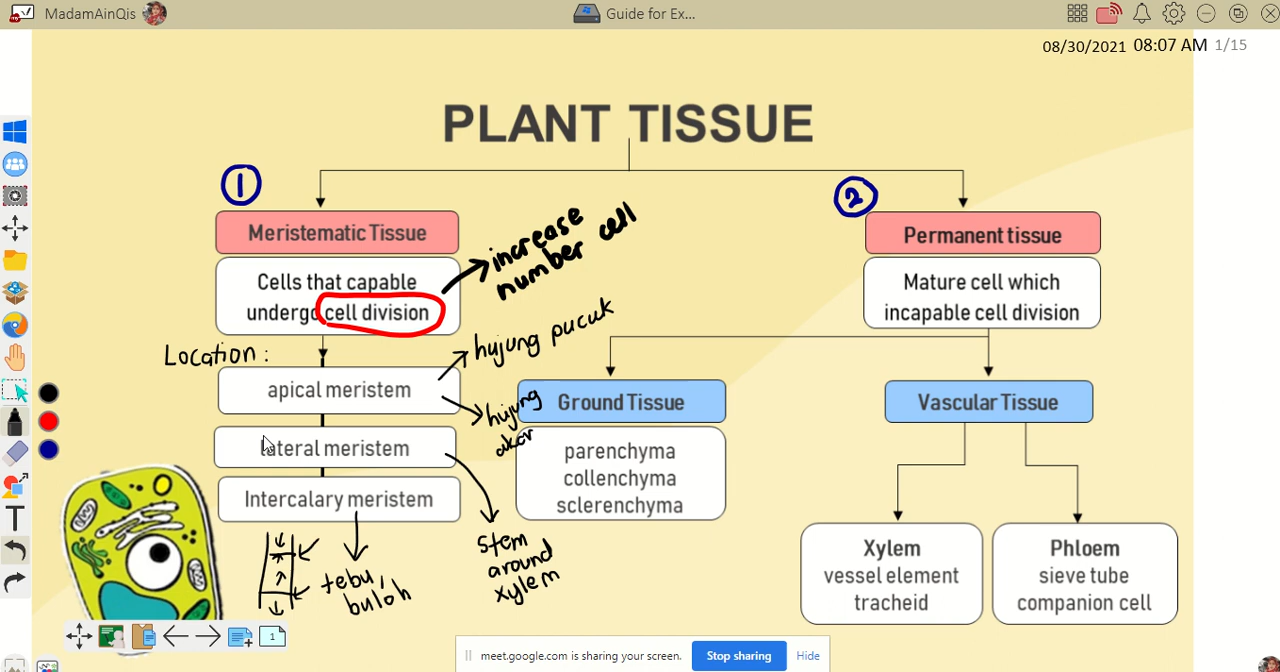 MadamAinQis
Guide for Ex...
08/30/2021 08:07 AM 1/15
PLANT TISSUE
1
Meristematic Tissue
Cells that capable
undergo cell division
increase
number cell
Location :
apical meristem
hujung pucuk
hujung
akar
lateral meristem
stem
around
xylem
Intercalary meristem
tebu,
buloh
2
Permanent tissue
Mature cell which
incapable cell division
Ground Tissue
parenchyma
collenchyma
sclerenchyma
Vascular Tissue
Xylem
vessel element
tracheid
Phloem
sieve tube
companion cell
T
1
meet.google.com is sharing your screen.
Stop sharing
Hide